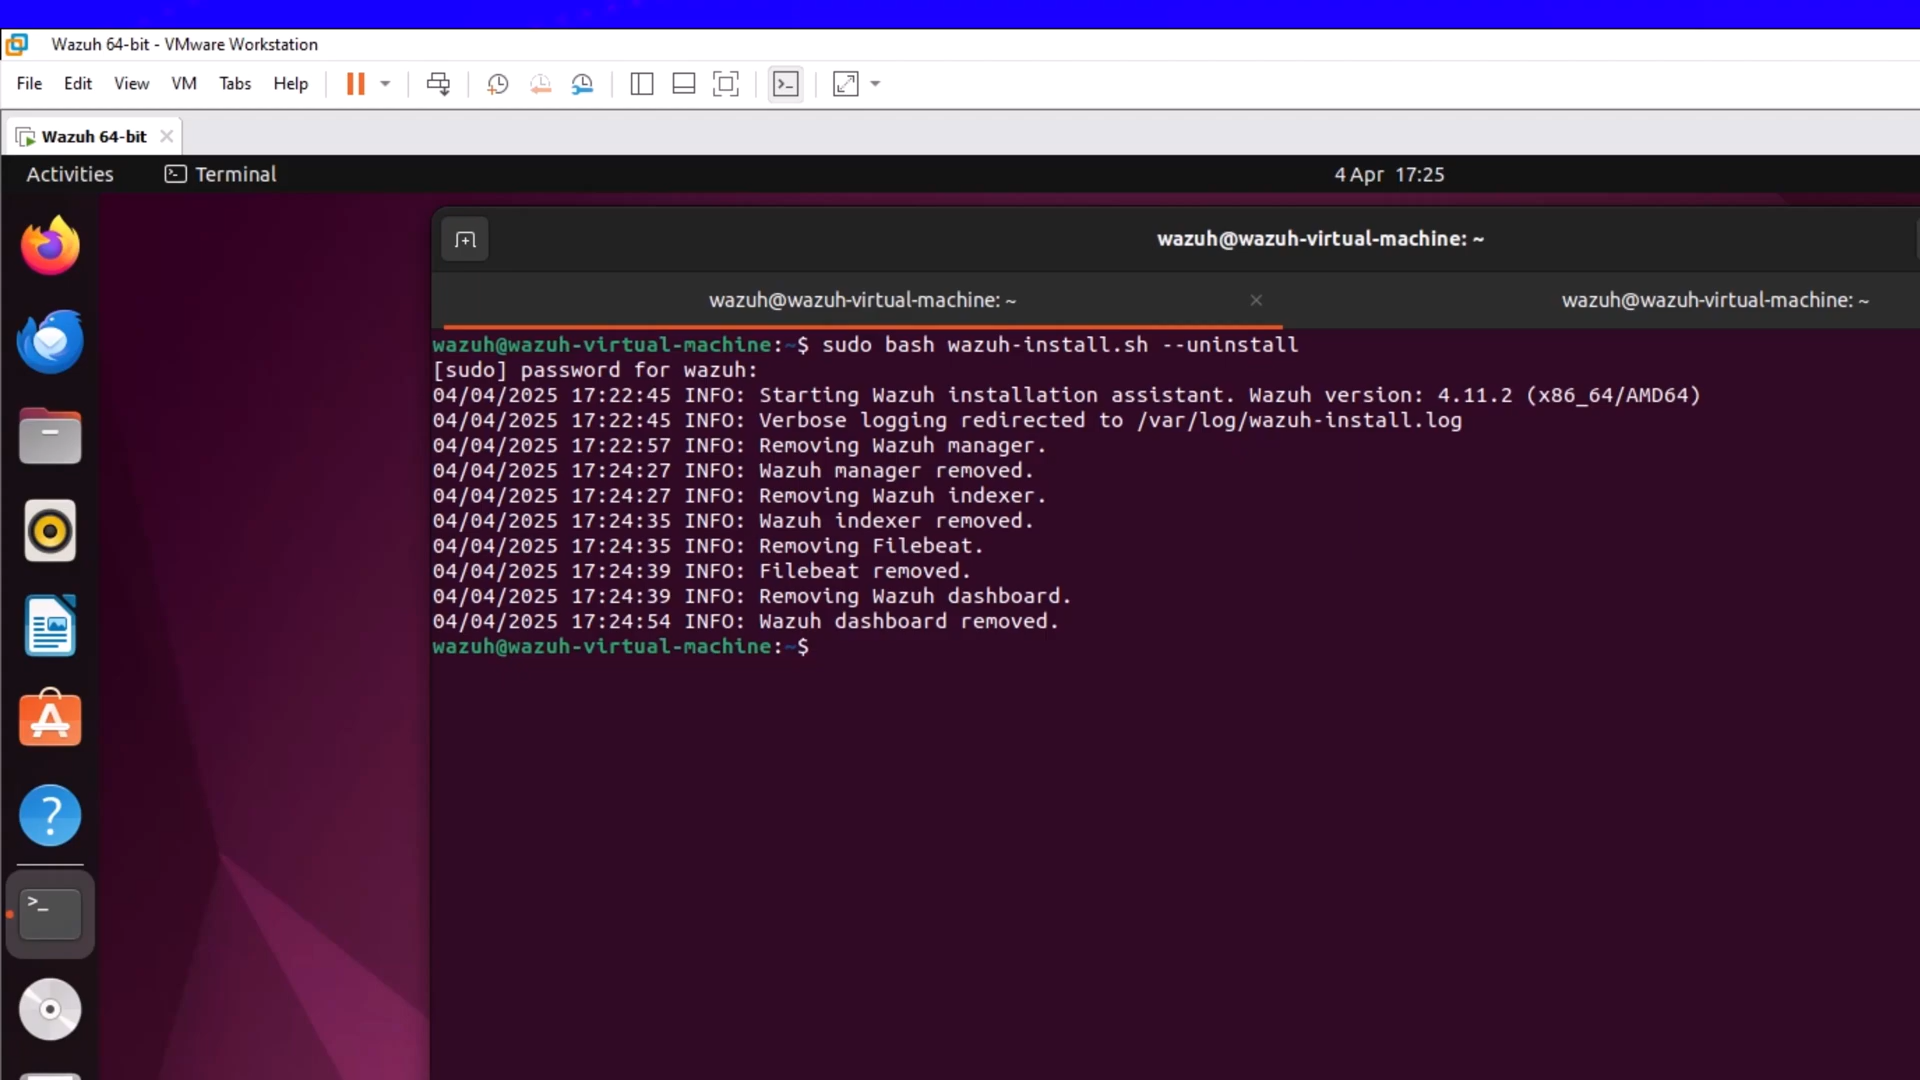 Wazuh 64-bit - VMware Workstation
File Edit View VM Tabs Help
Wazuh 64-bit
Activities Terminal 4 Apr 17:25
wazuh@wazuh-virtual-machine: ~
wazuh@wazuh-virtual-machine: ~ wazuh@wazuh-virtual-machine: ~
wazuh@wazuh-virtual-machine:~$ sudo bash wazuh-install.sh --uninstall
[sudo] password for wazuh:
04/04/2025 17:22:45 INFO: Starting Wazuh installation assistant. Wazuh version: 4.11.2 (x86_64/AMD64)
04/04/2025 17:22:45 INFO: Verbose logging redirected to /var/log/wazuh-install.log
04/04/2025 17:22:57 INFO: Removing Wazuh manager.
04/04/2025 17:24:27 INFO: Wazuh manager removed.
04/04/2025 17:24:27 INFO: Removing Wazuh indexer.
04/04/2025 17:24:35 INFO: Wazuh indexer removed.
04/04/2025 17:24:35 INFO: Removing Filebeat.
04/04/2025 17:24:39 INFO: Filebeat removed.
04/04/2025 17:24:39 INFO: Removing Wazuh dashboard.
04/04/2025 17:24:54 INFO: Wazuh dashboard removed.
wazuh@wazuh-virtual-machine:~$